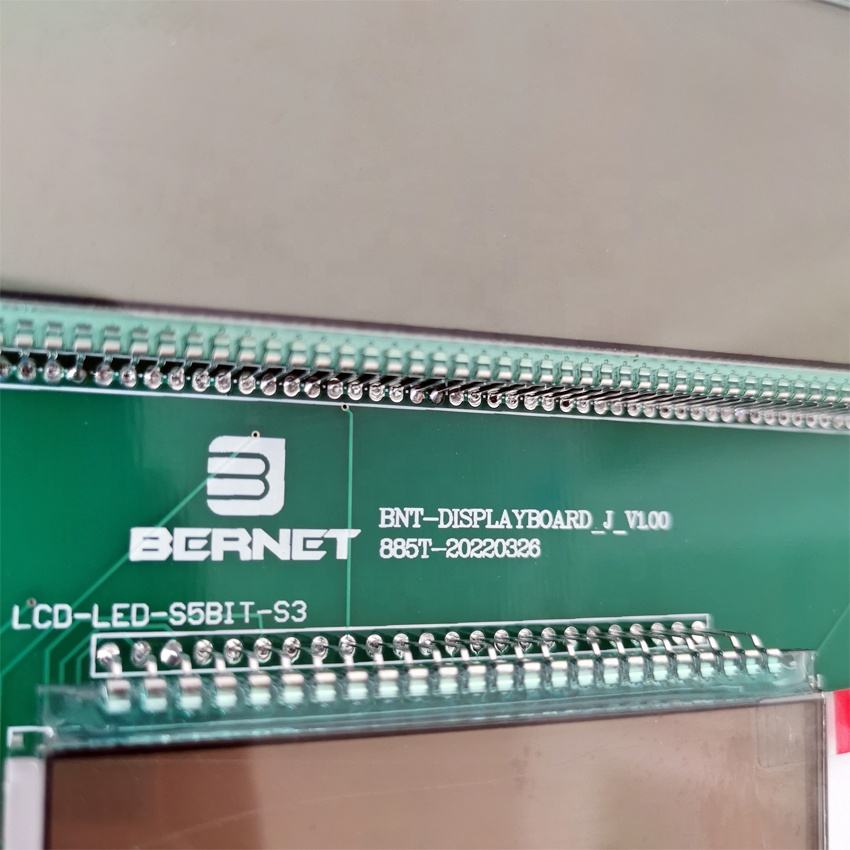 BERNET
BNT-DISPLAYBOARD_J_V1.00
885T-20220326
LCD-LED-S5BIT-S3